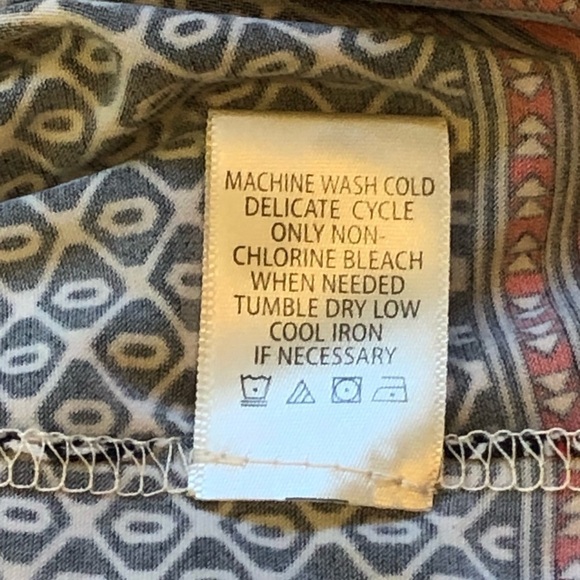 MACHINE WASH COLD
DELICATE CYCLE
ONLY NON-
CHLORINE BLEACH
WHEN NEEDED
TUMBLE DRY LOW
COOL IRON
IF NECESSARY